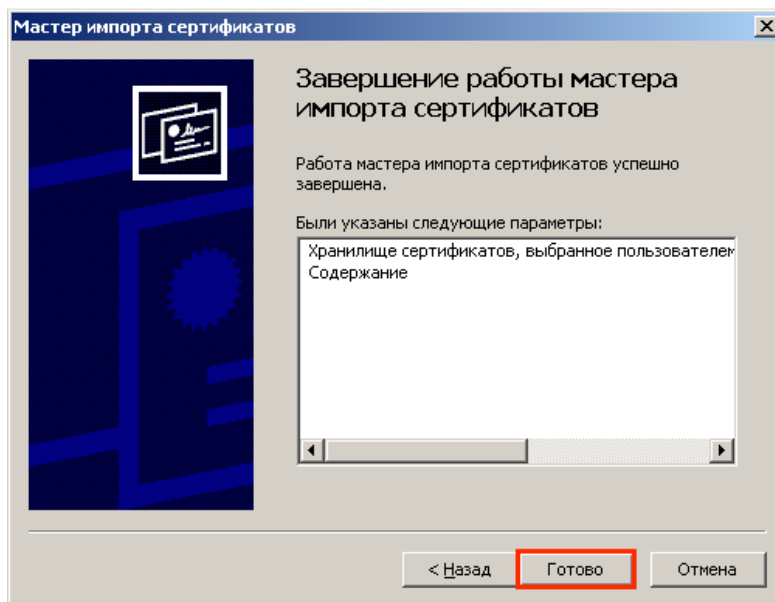 Мастер импорта сертификатов
Завершение работы мастера
импорта сертификатов
Работа мастера импорта сертификатов успешно
завершена.
Были указаны следующие параметры:
Хранилище сертификатов, выбранное пользователем
Содержание
< Назад
Готово
Отмена